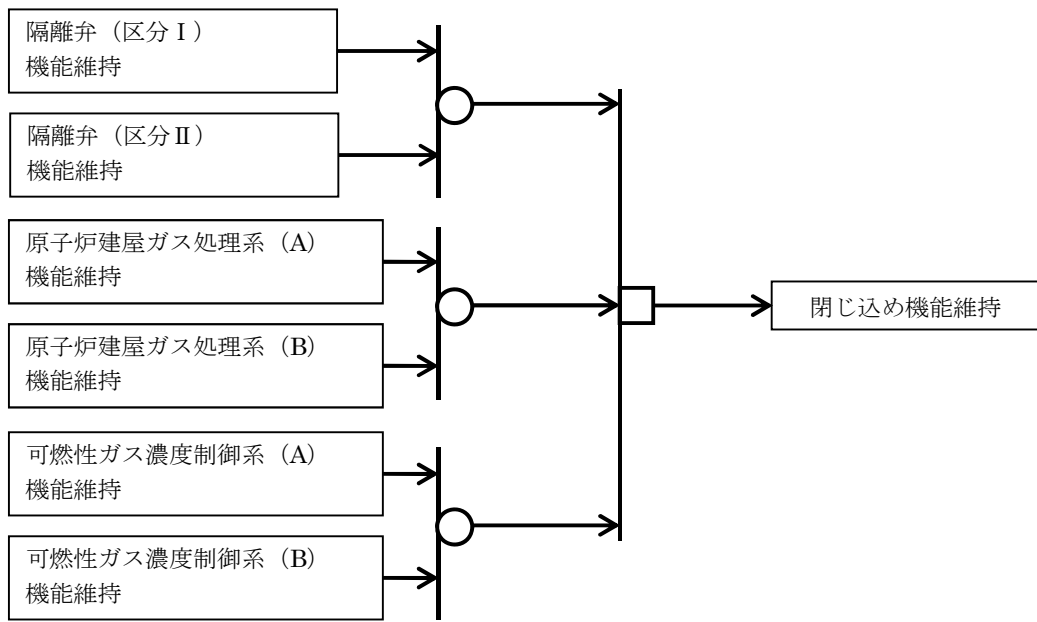 隔離弁（区分Ⅰ）
機能維持
隔離弁（区分Ⅱ）
機能維持
原子炉建屋ガス処理系（A）
機能維持
原子炉建屋ガス処理系（B）
機能維持
可燃性ガス濃度制御系（A）
機能維持
可燃性ガス濃度制御系（B）
機能維持
閉じ込め機能維持